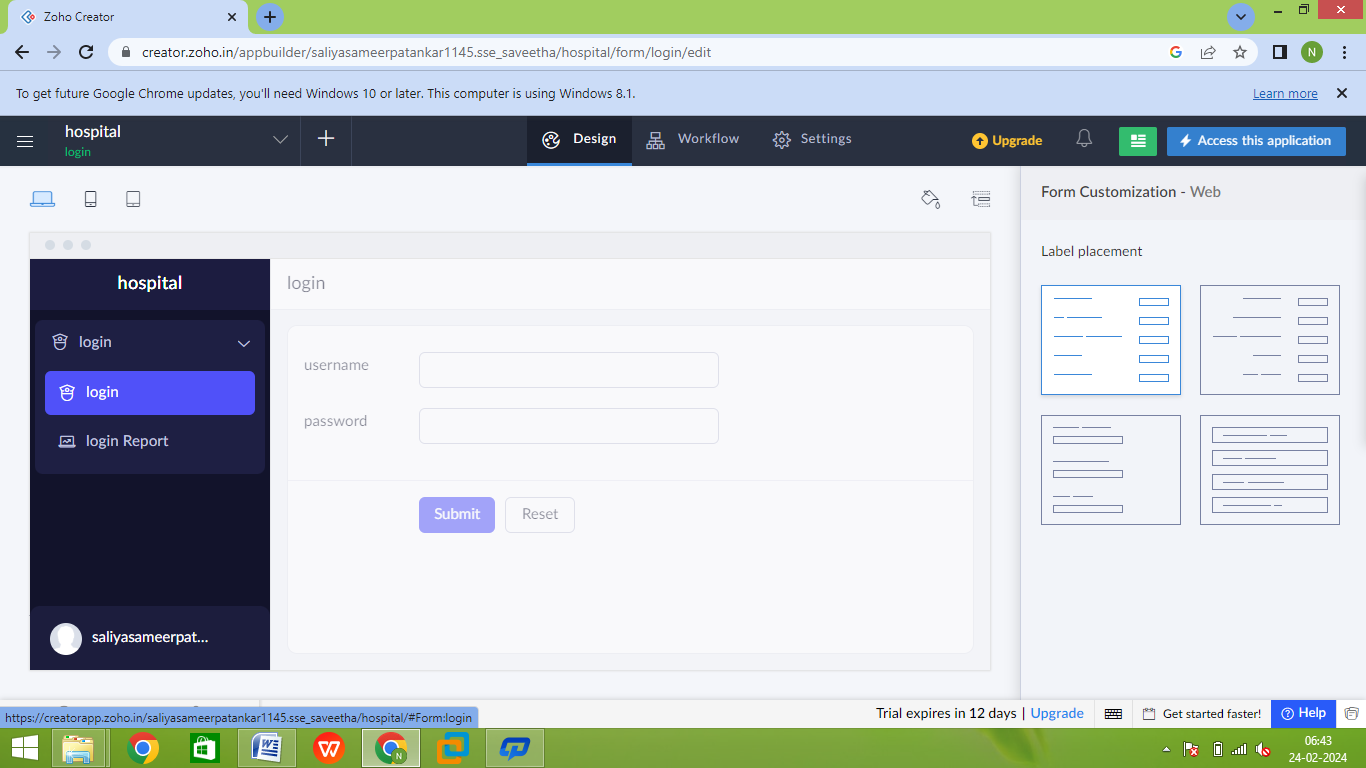 Zoho Creator
creator.zoho.in/appbuilder/saliyasameerpatankar1145.sse_saveetha/hospital/form/login/edit
N
To get future Google Chrome updates, you'll need Windows 10 or later. This computer is using Windows 8.1.
Learn more
hospital
login
Design
Workflow
Settings
Upgrade
Access this application
Form Customization - Web
Label placement
hospital
login
login
login
login Report
username
password
Submit
Reset
saliyasameerpat...
https://creatorapp.zoho.in/saliyasameerpatankar1145.sse_saveetha/hospital/#Form:login
Trial expires in 12 days | Upgrade
Get started faster!
Help
06:43
24-02-2024